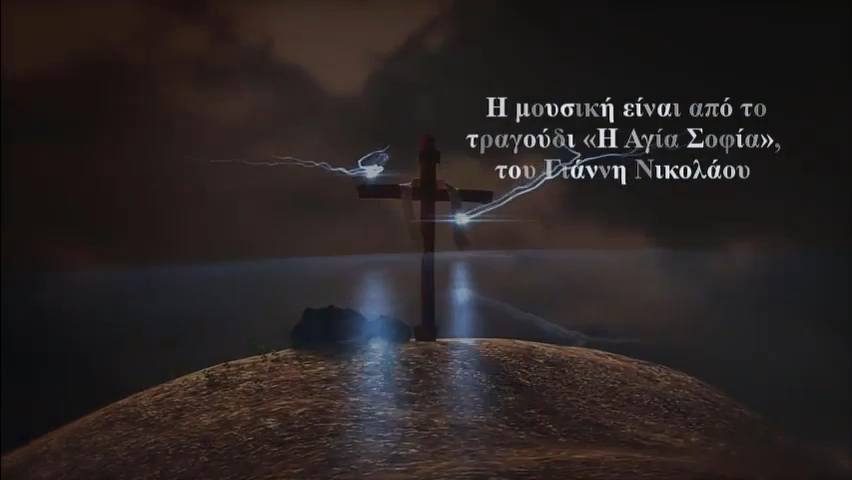 Η μουσική είναι από το
τραγούδι «Η Αγία Σοφία»,
του Γιάννη Νικολάου